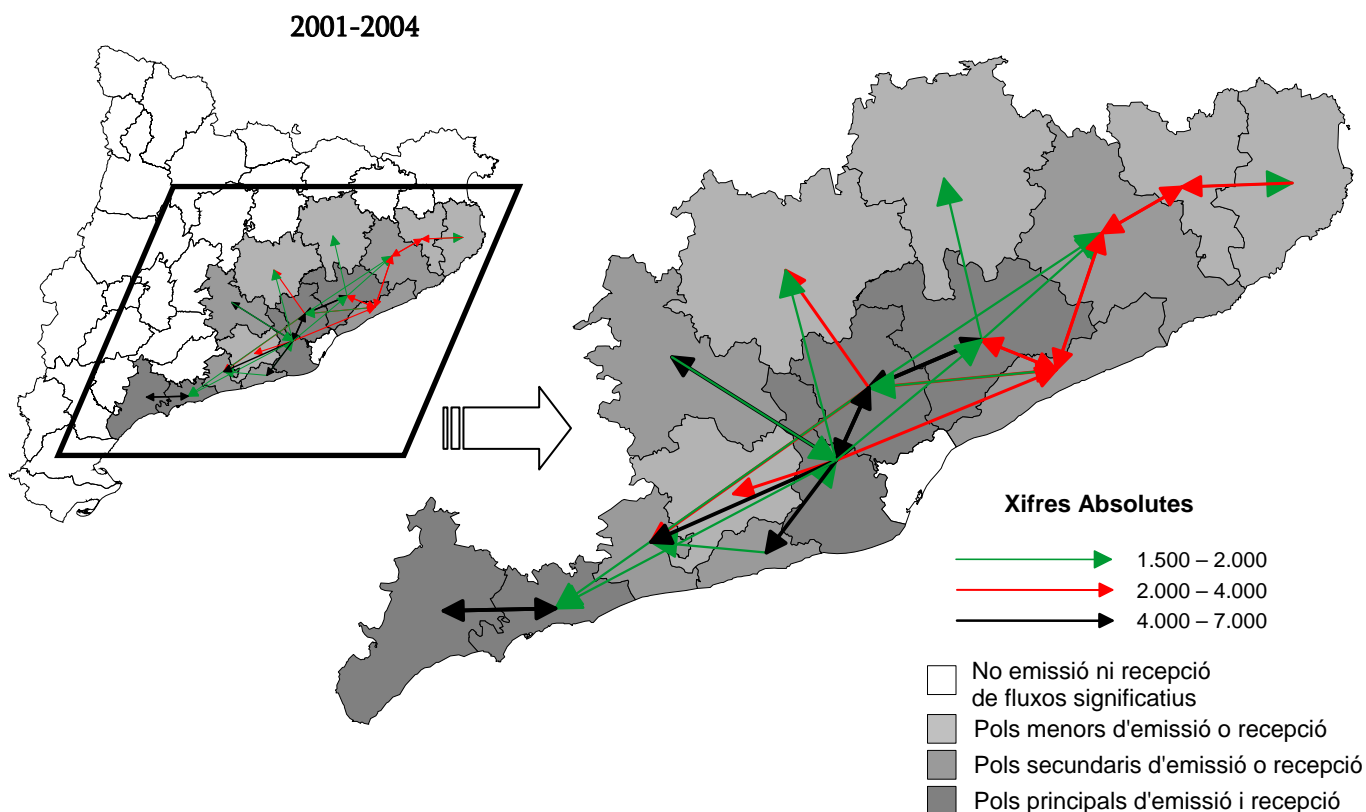 2001-2004
Xifres Absolutes
1.500 – 2.000
2.000 – 4.000
4.000 – 7.000
No emissió ni recepció
de fluxos significatius
Pols menors d'emissió o recepció
Pols secundaris d'emissió o recepció
Pols principals d'emissió i recepció